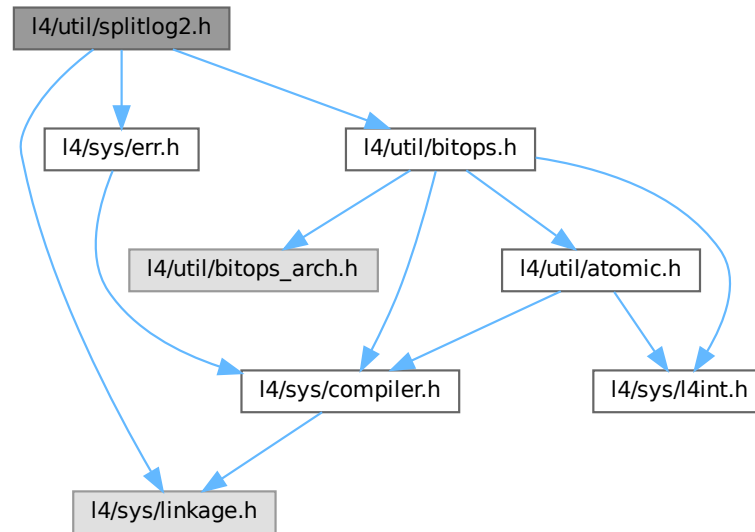 l4/util/splitlog2.h
l4/sys/err.h
l4/util/bitops.h
l4/util/bitops_arch.h
l4/util/atomic.h
l4/sys/compiler.h
l4/sys/l4int.h
l4/sys/linkage.h